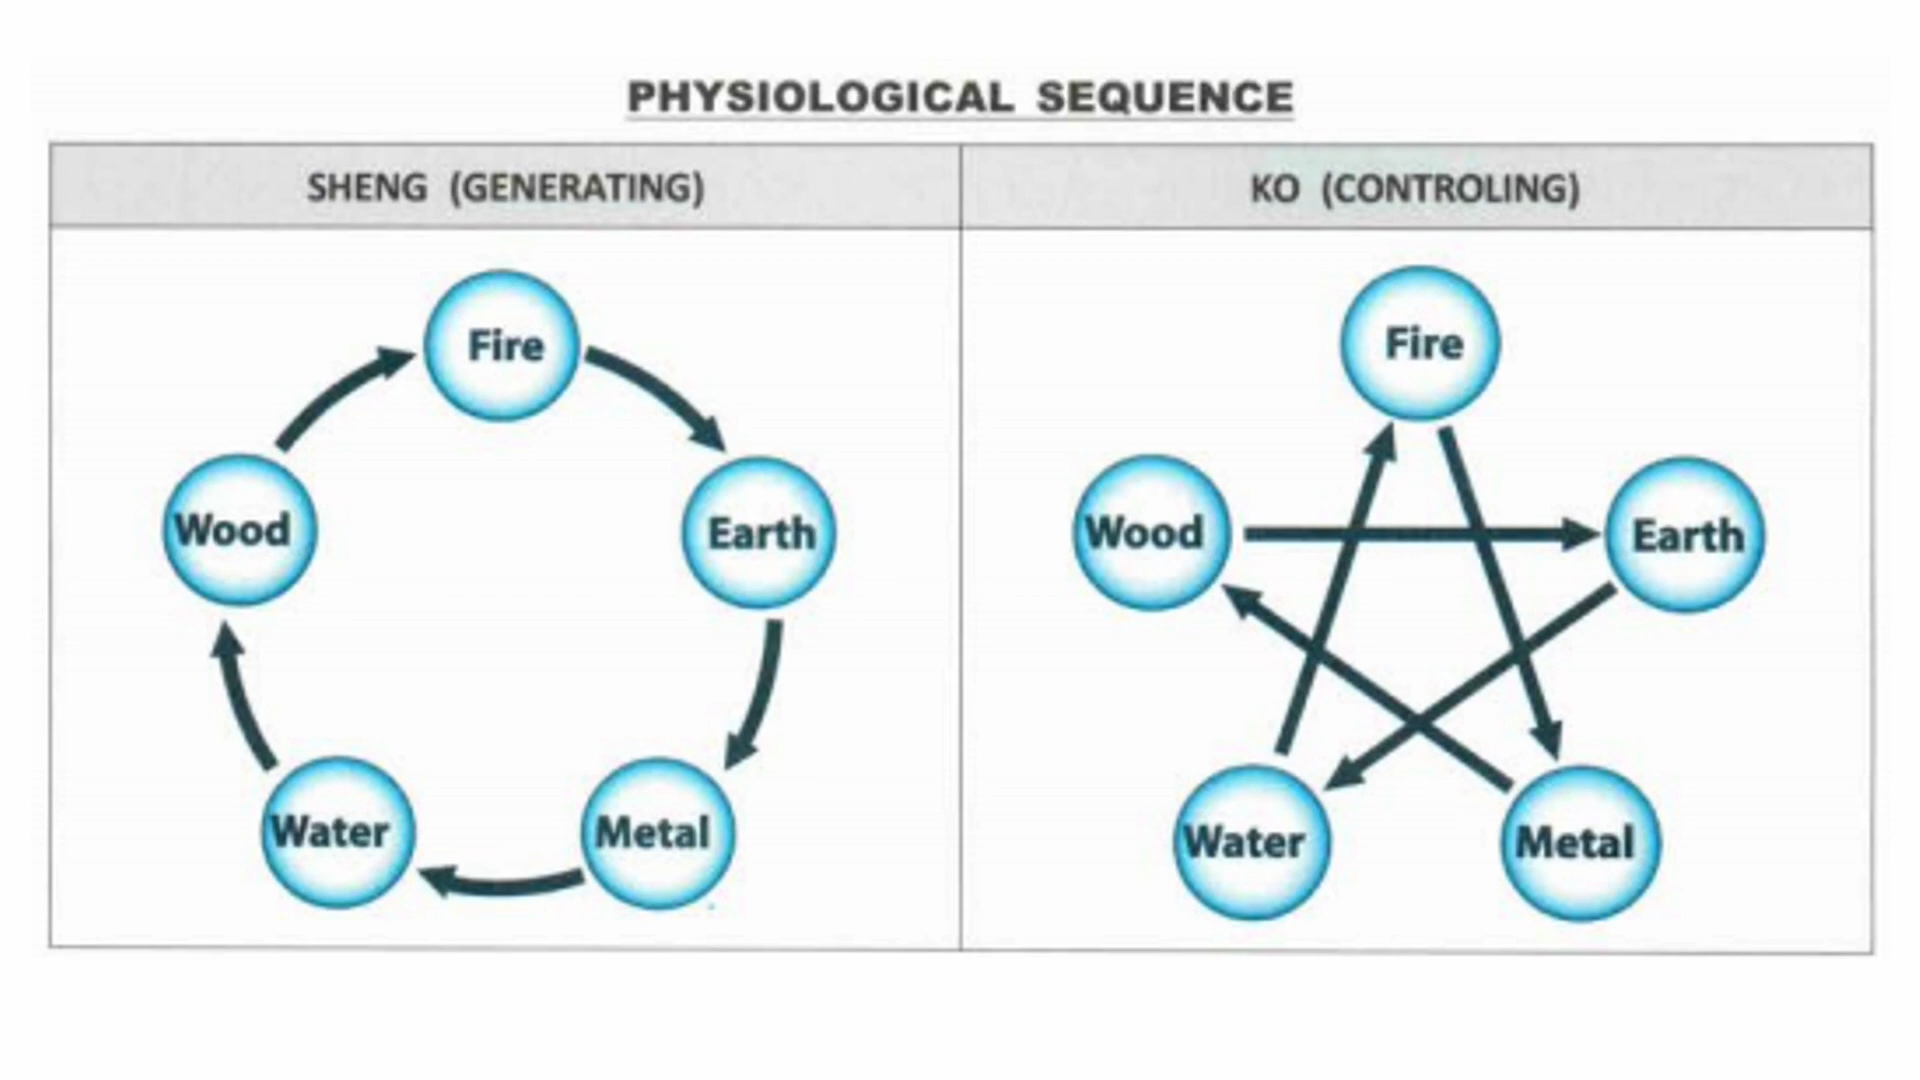 PHYSIOLOGICAL SEQUENCE
SHENG (GENERATING)
KO (CONTROLING)
Fire
Wood
Earth
Water
Metal
Fire
Wood
Earth
Water
Metal